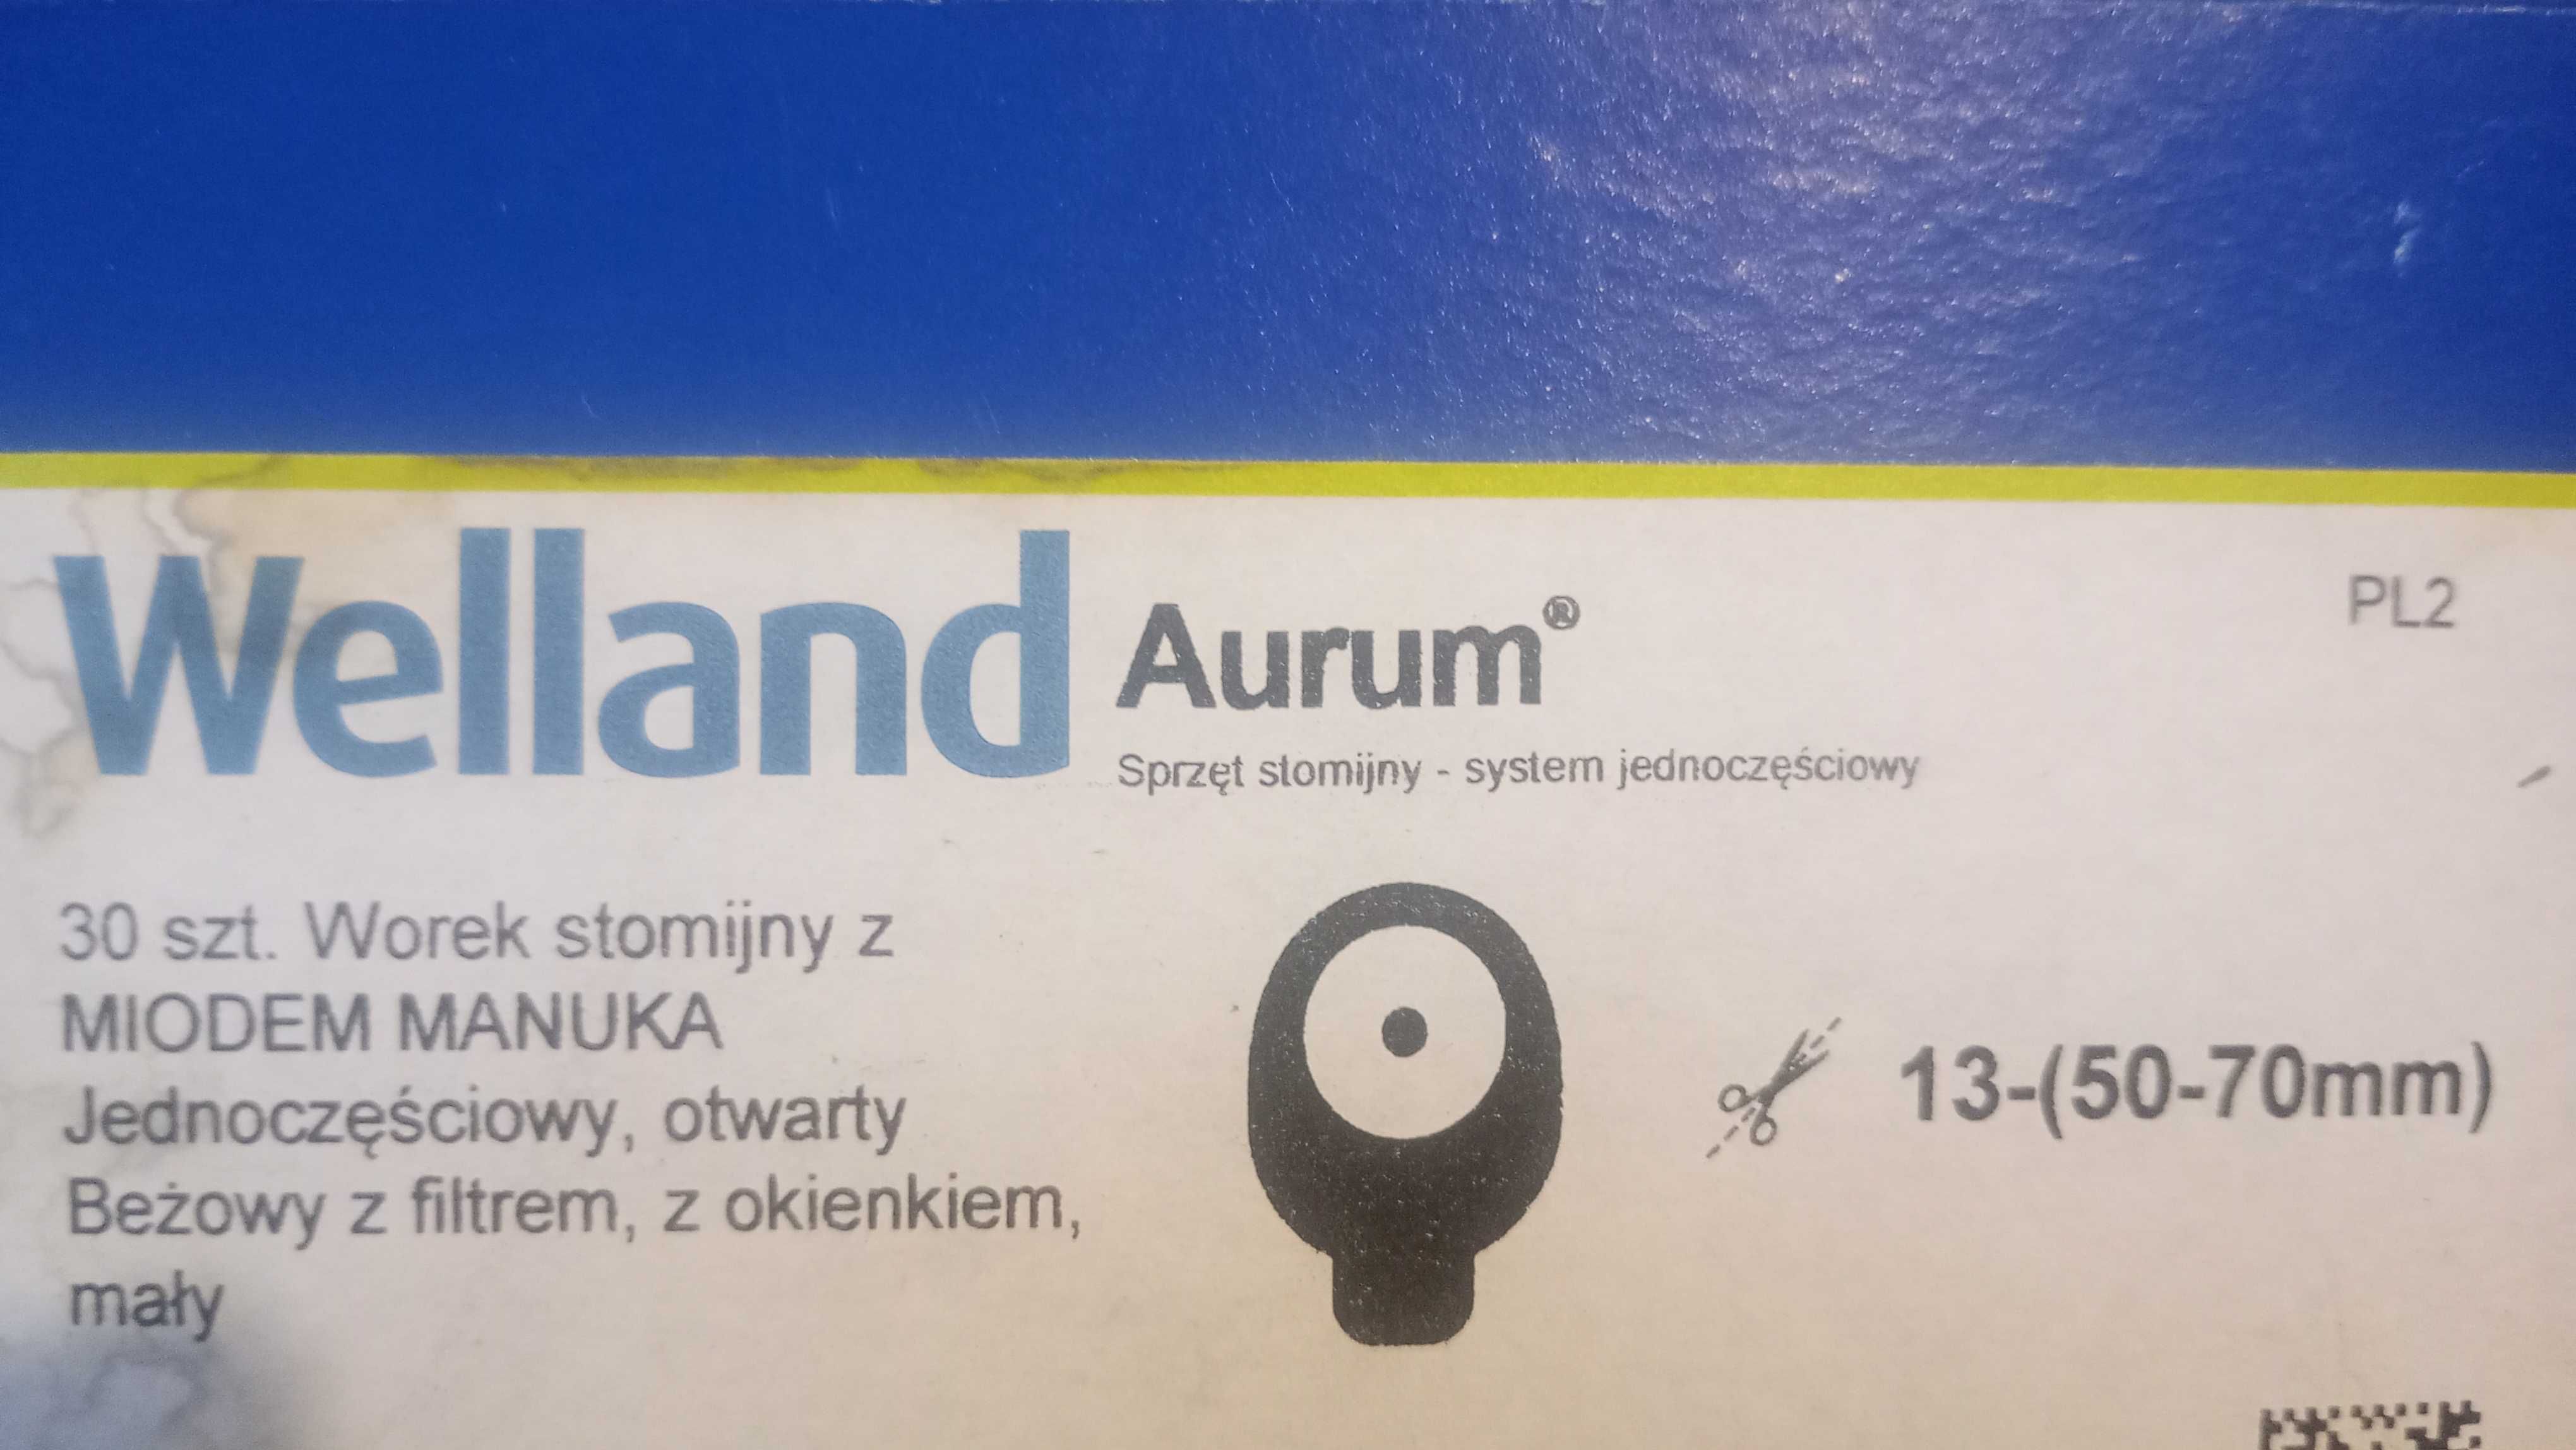 Welland Aurum®
PL2
Sprzęt stomijny - system jednoczęściowy
30 szt. Worek stomijny z
MIODEM MANUKA
Jednoczęściowy, otwarty
Beżowy z filtrem, z okienkiem,
mały
13-(50-70mm)